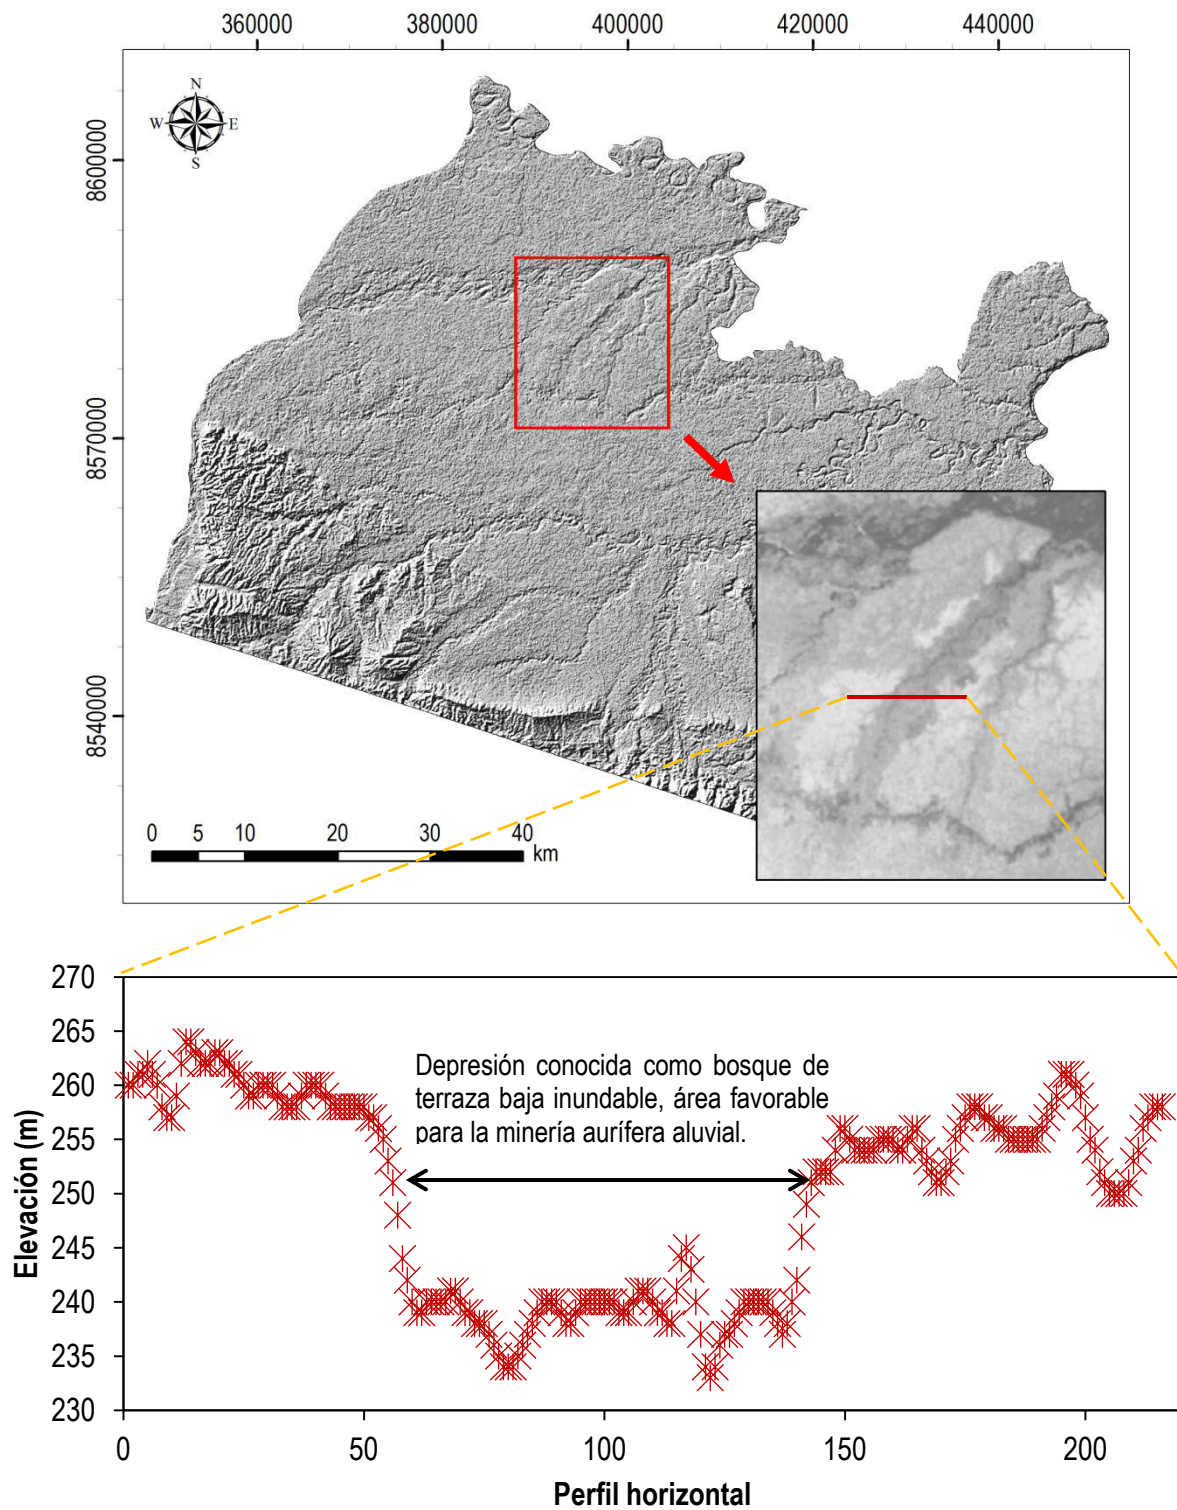 360000 380000 400000 420000 440000
N
W E
S
8600000
8570000
8540000
0 5 10 20 30 40
km
270
265
260
255
250
245
240
235
230
Elevación (m)
Depresión conocida como bosque de
terraza baja inundable, área favorable
para la minería aurífera aluvial.
0 50 100 150 200
Perfil horizontal